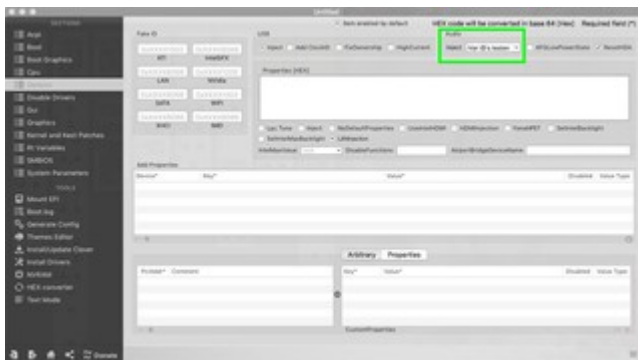 Untitled
SECTIONS
Acpi
Boot
Boot Graphics
Cpu
Devices
Disable Drivers
Gui
Graphics
Kernel and Kext Patches
Rt Variables
SMBIOS
System Parameters
TOOLS
Mount EFI
Boot.log
Generate Config
Themes Editor
Install/Update Clover
Install Drivers
NVRAM
HEX converter
Text Mode
Donate
Item enabled by default
HEX code will be converted in base 64 (Hex)
Required field (*)
Fake ID
ATI
IntelGFX
LAN
NVidia
SATA
WIFI
XHCI
IMEI
USB
Inject
Add ClockID
FixOwnership
HighCurrent
Audio
Inject
AFGLowPowerState
ResetHDA
Properties (HEX)
Inject
NoDefaultProperties
UseIntelHDMI
HDMIInjection
SetIntelBacklight
SetIntelMaxBacklight
LANInjection
IntelMaxValue
DisableFunctions
AirportBridgeDeviceName
Add Properties
Device*
Key*
Value*
Disabled
Value Type
Arbitrary
Properties
PciAddr*
Comment
Key*
Value*
Disabled
Value Type
CustomProperties